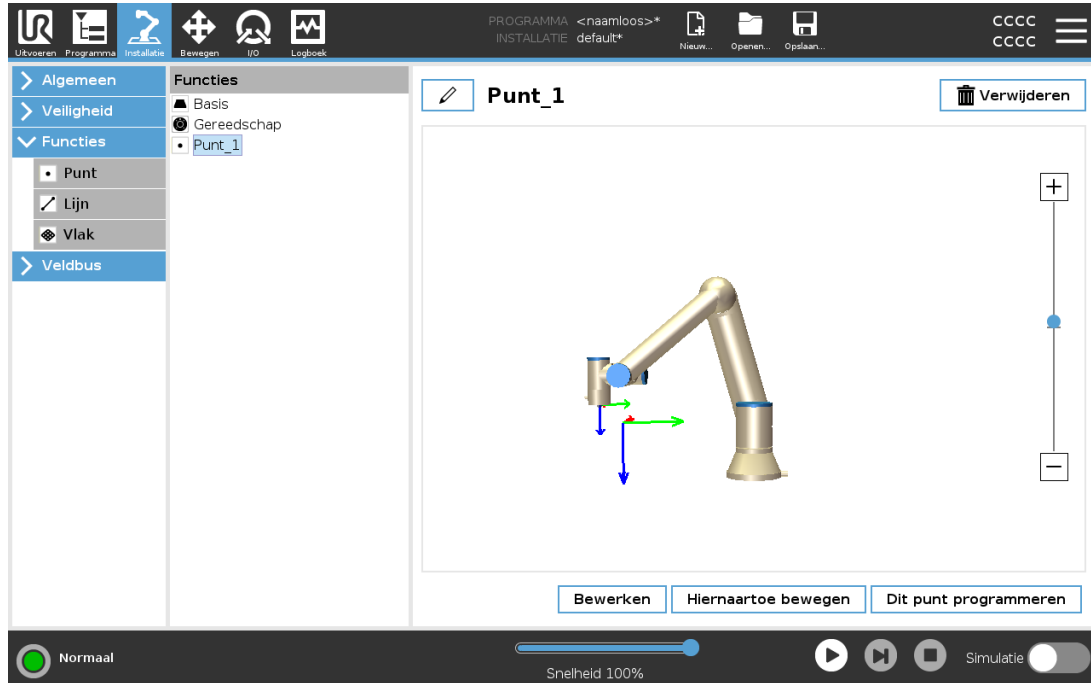 PROGRAMMA <naamloos>*
INSTALLATIE default*
CCCC
CCCC
Uitvoeren Programma Installatie Bewegen I/O Logboek
Nieuw... Openen... Opslaan...
Algemeen
Veiligheid
Functies
Punt
Lijn
Vlak
Veldbus
Functies
Basis
Gereedschap
Punt_1
Punt_1
Verwijderen
Bewerken
Hiernaartoe bewegen
Dit punt programmeren
Normaal
Snelheid 100%
Simulatie